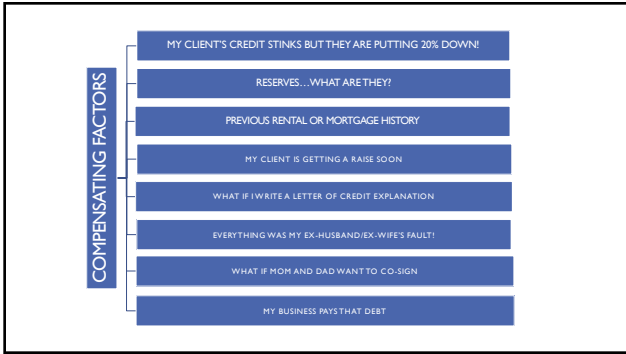 COMPENSATING FACTORS
MY CLIENT'S CREDIT STINKS BUT THEY ARE PUTTING 20% DOWN!
RESERVES...WHAT ARE THEY?
PREVIOUS RENTAL OR MORTGAGE HISTORY
MY CLIENT IS GETTING A RAISE SOON
WHAT IF I WRITE A LETTER OF CREDIT EXPLANATION
EVERYTHING WAS MY EX-HUSBAND/EX-WIFE'S FAULT!
WHAT IF MOM AND DAD WANT TO CO-SIGN
MY BUSINESS PAYS THAT DEBT